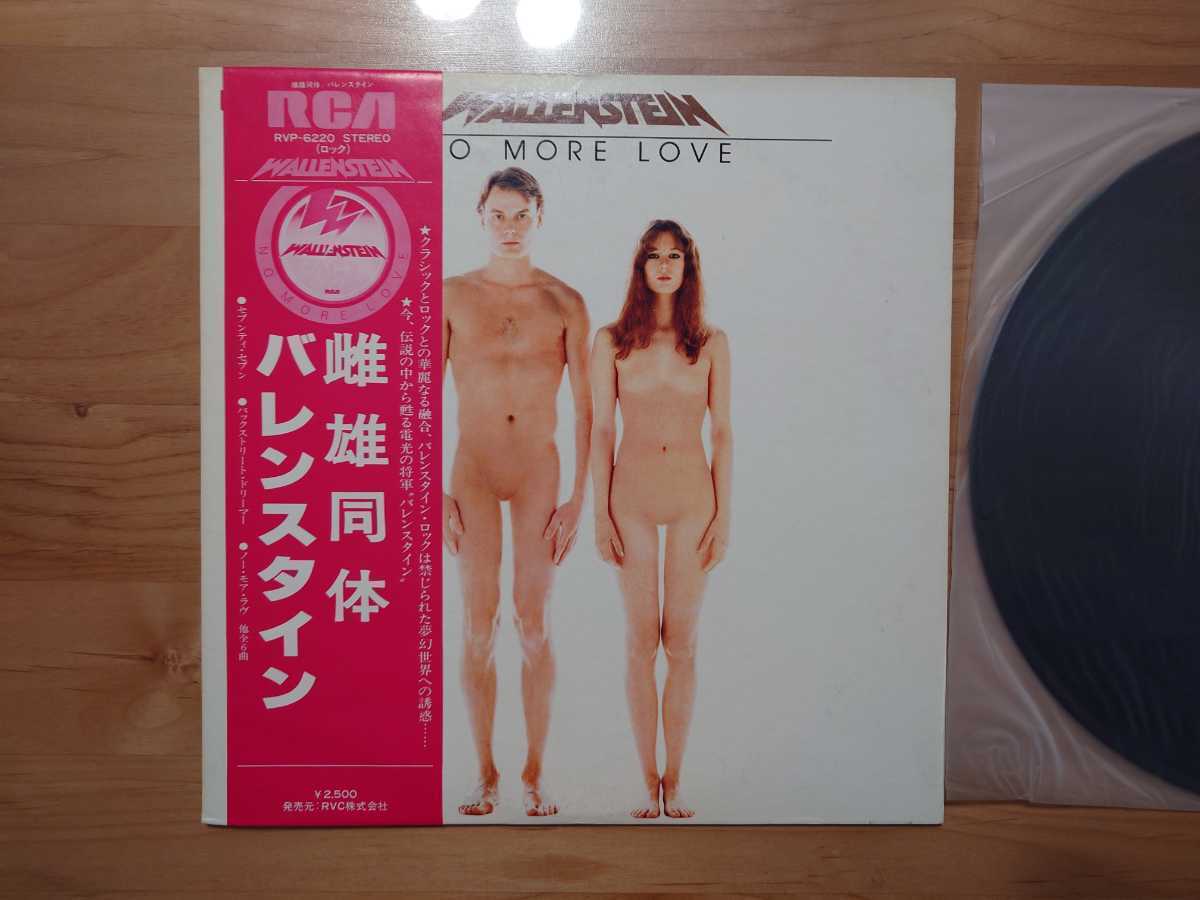 雌雄同体/バレンスタイン
RCA
RVP-6220 STEREO
(ロック)
WALLENSTEIN
WALLENSTEIN
RCA
NO MORE LOVE
★クラシックとロックとの華麗なる融合、バレンスタイン・ロックは禁じられた夢幻世界への誘惑……
★今、伝説の中から甦る電光の将軍“バレンスタイン”
雌雄同体
バレンスタイン
●セブンティ・セブン ●バックストリート・ドリーマー ●ノー・モア・ラヴ 他全6曲
¥2,500
発売元:RVC株式会社
WALLENSTEIN
O MORE LOVE